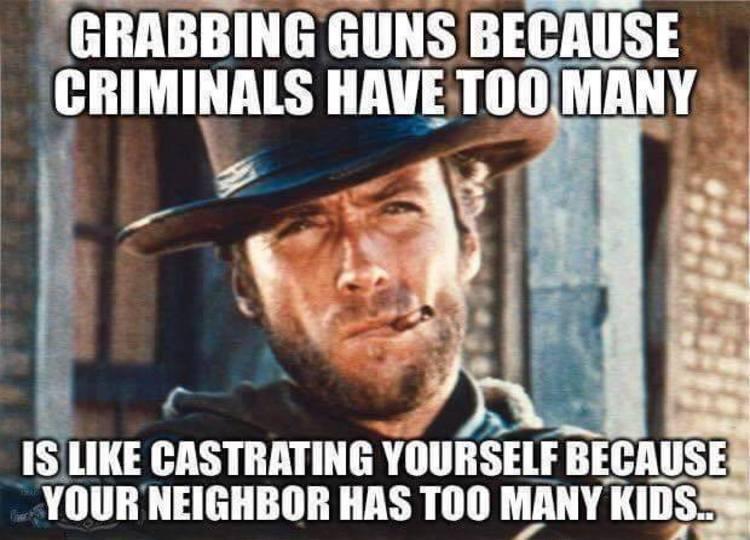 GRABBING GUNS BECAUSE
CRIMINALS HAVE TOO MANY
IS LIKE CASTRATING YOURSELF BECAUSE
YOUR NEIGHBOR HAS TOO MANY KIDS..